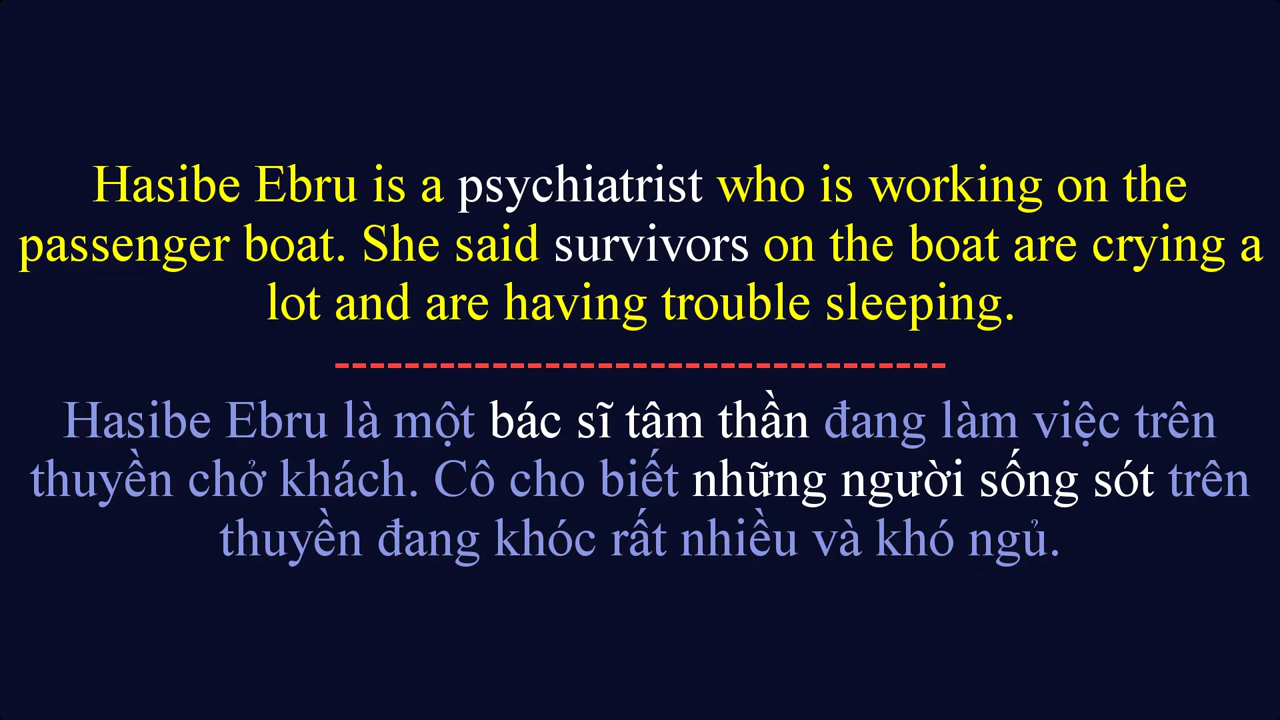 Hasibe Ebru is a psychiatrist who is working on the
passenger boat. She said survivors on the boat are crying a
lot and are having trouble sleeping.
-----------------------------------
Hasibe Ebru là một bác sĩ tâm thần đang làm việc trên
thuyền chở khách. Cô cho biết những người sống sót trên
thuyền đang khóc rất nhiều và khó ngủ.